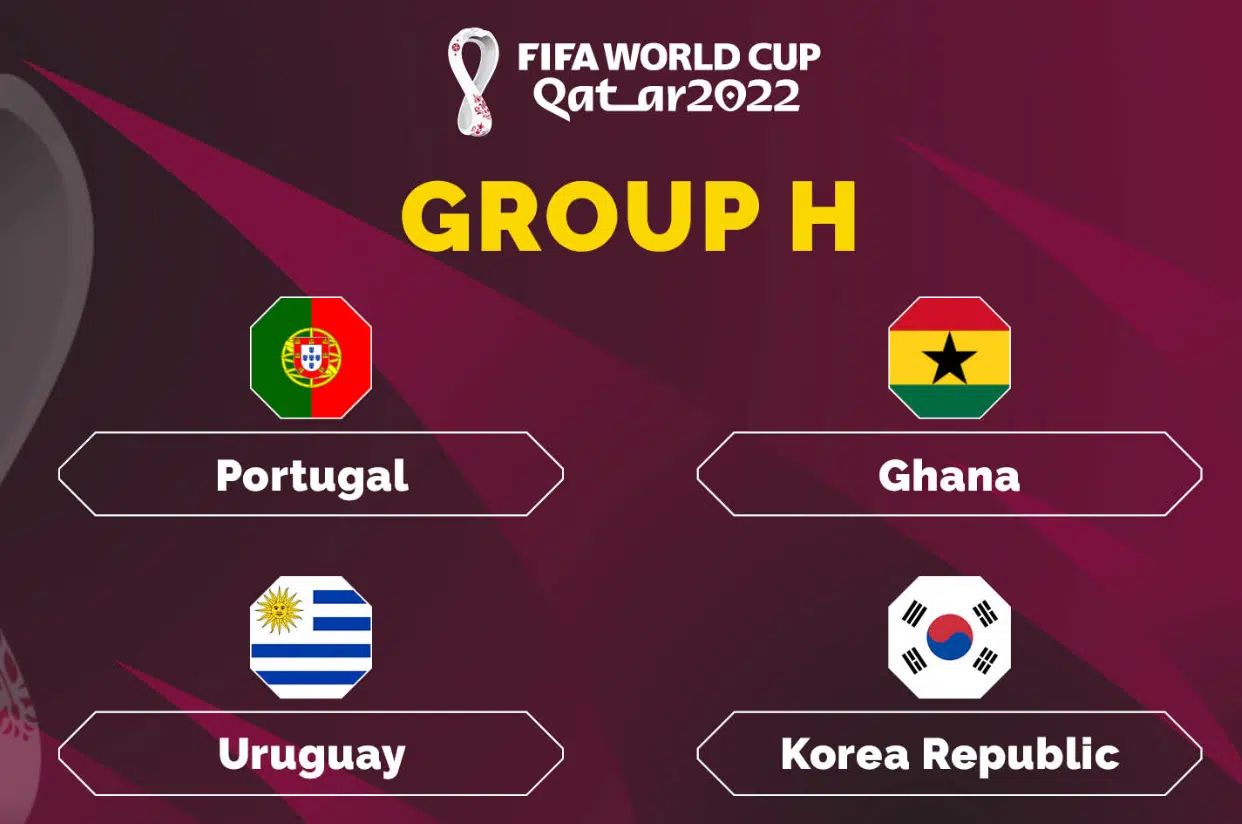 FIFA WORLD CUP
Qatar2022
GROUP H
Portugal
Ghana
Uruguay
Korea Republic